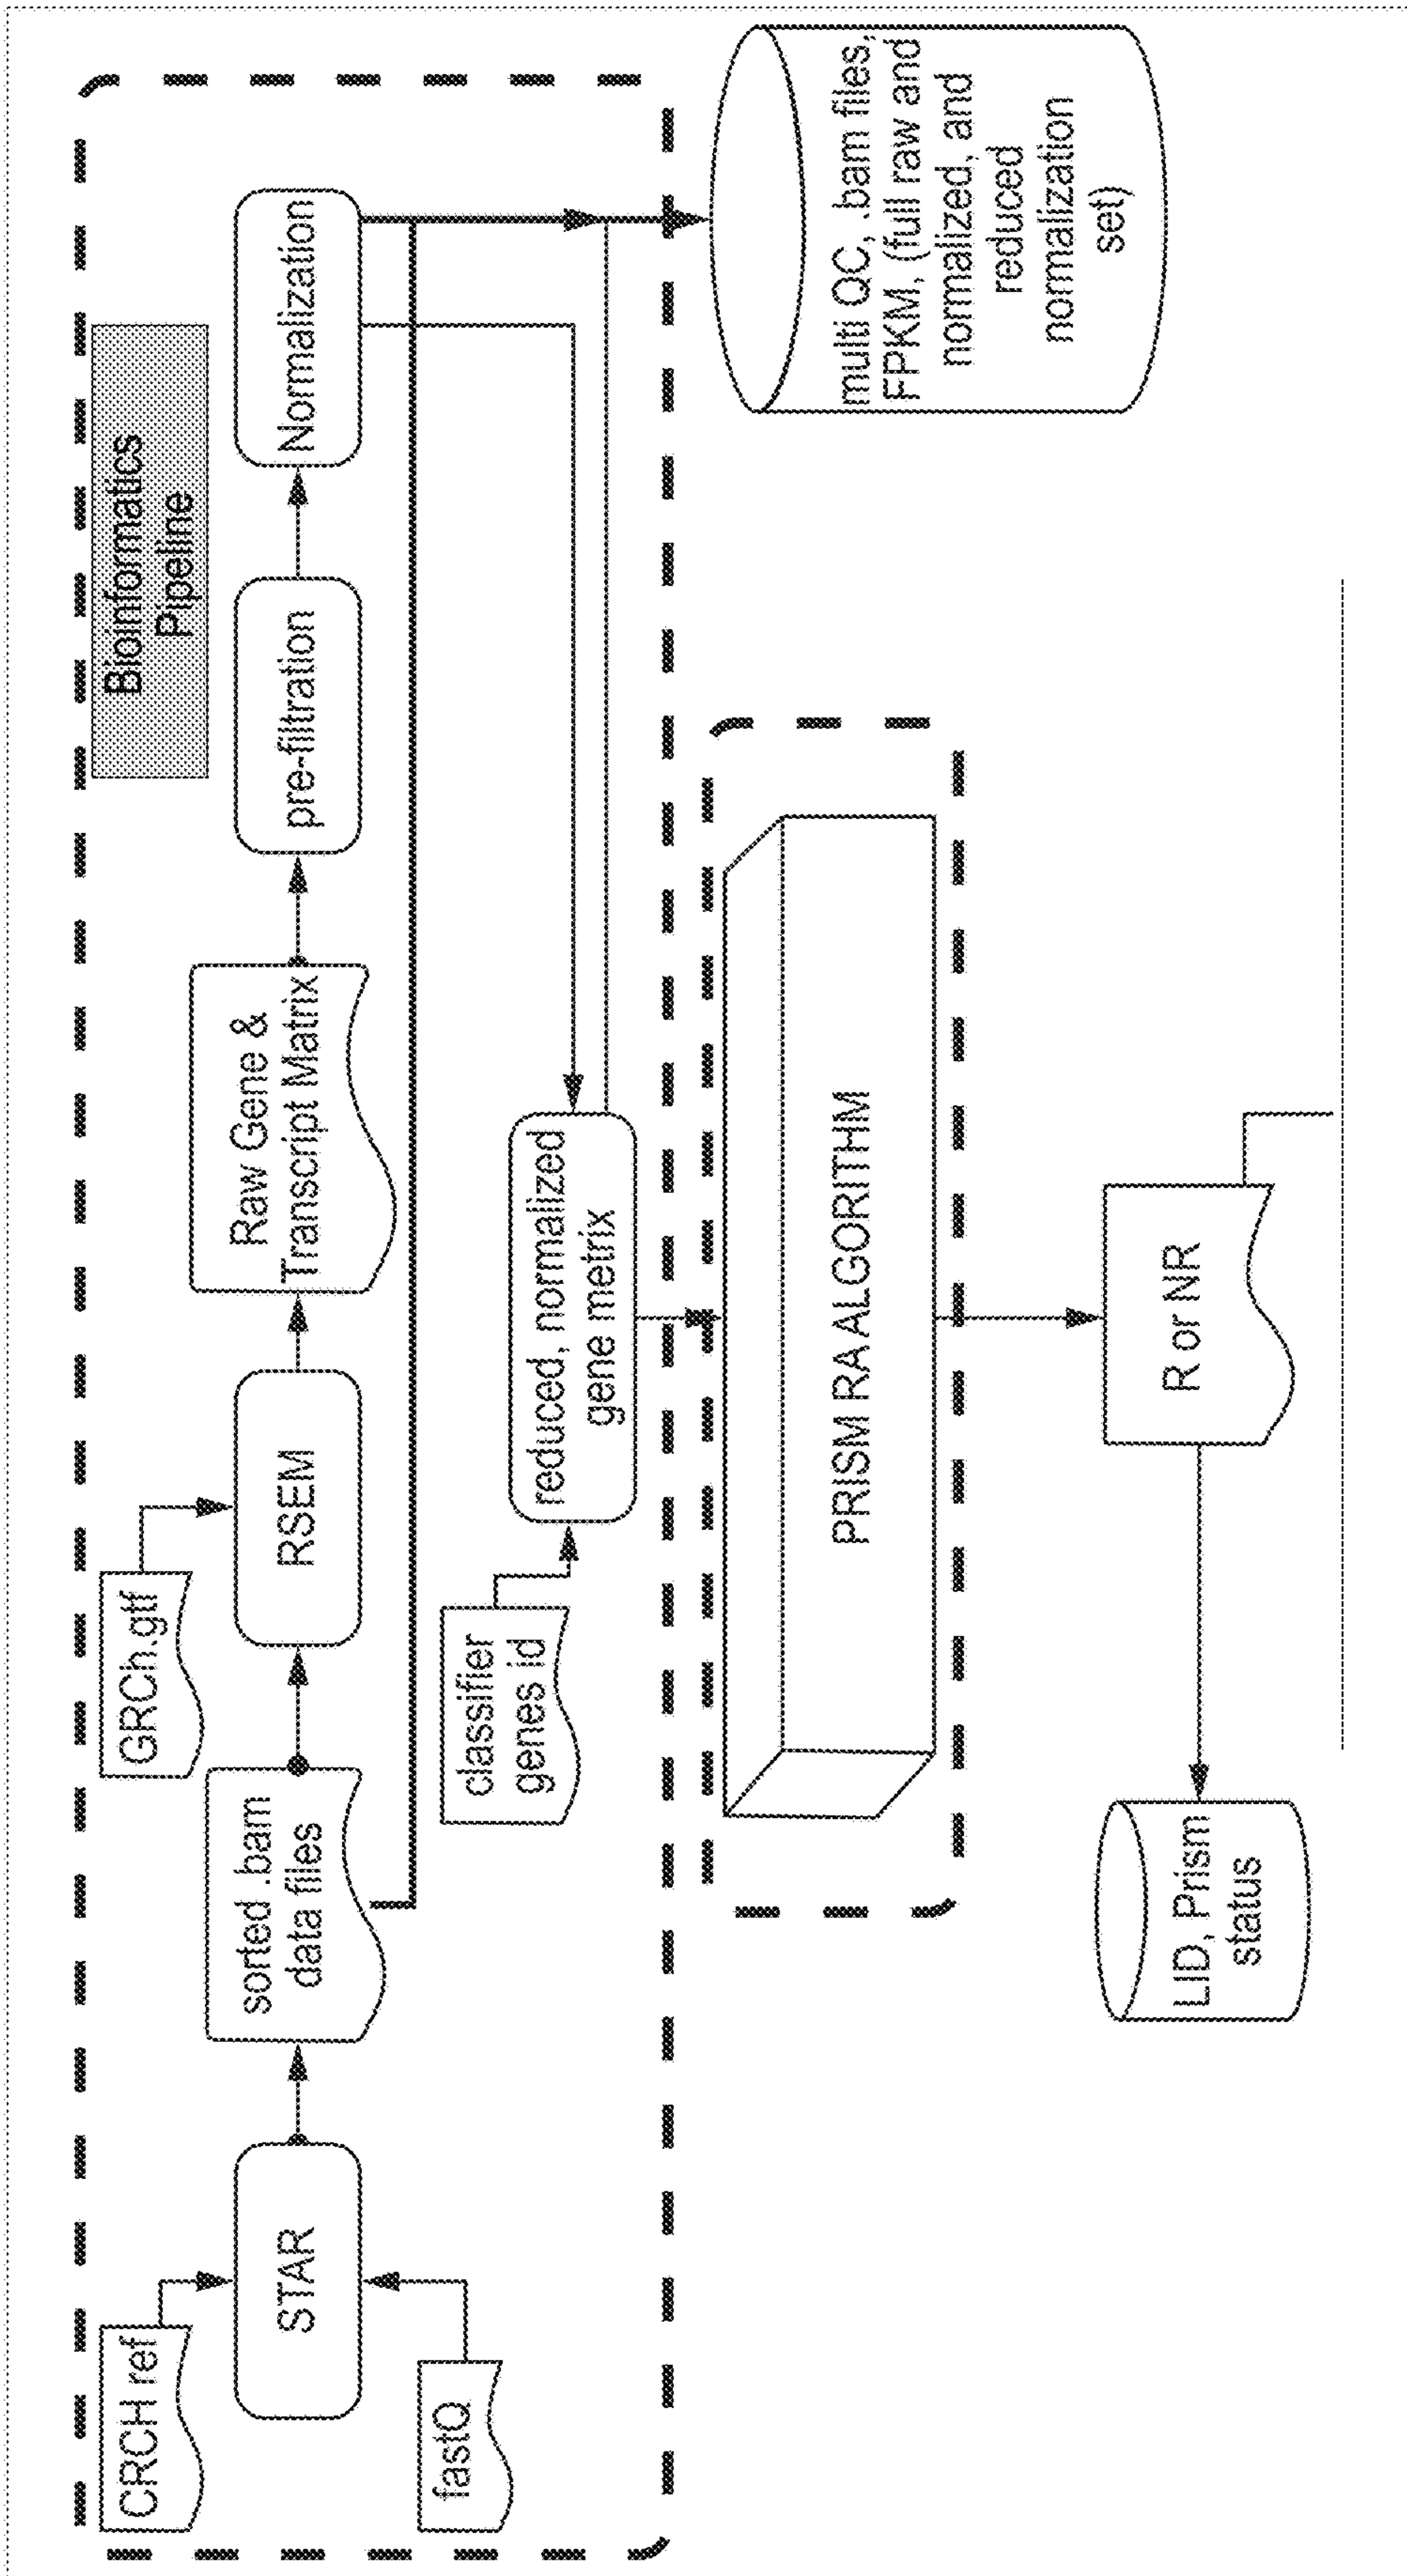 Bioinformatics
Pipeline
CRCH ref
GRCh.gtf
STAR
sorted .bam
data files
RSEM
Raw Gene &
Transcript Matrix
pre-filtration
Normalization
fastQ
classifier
genes id
reduced, normalized
gene metrix
PRISM RA ALGORITHM
multi QC, .bam files,
FPKM, (full raw and
normalized, and
reduced
normalization
set)
LID, Prism
status
R or NR